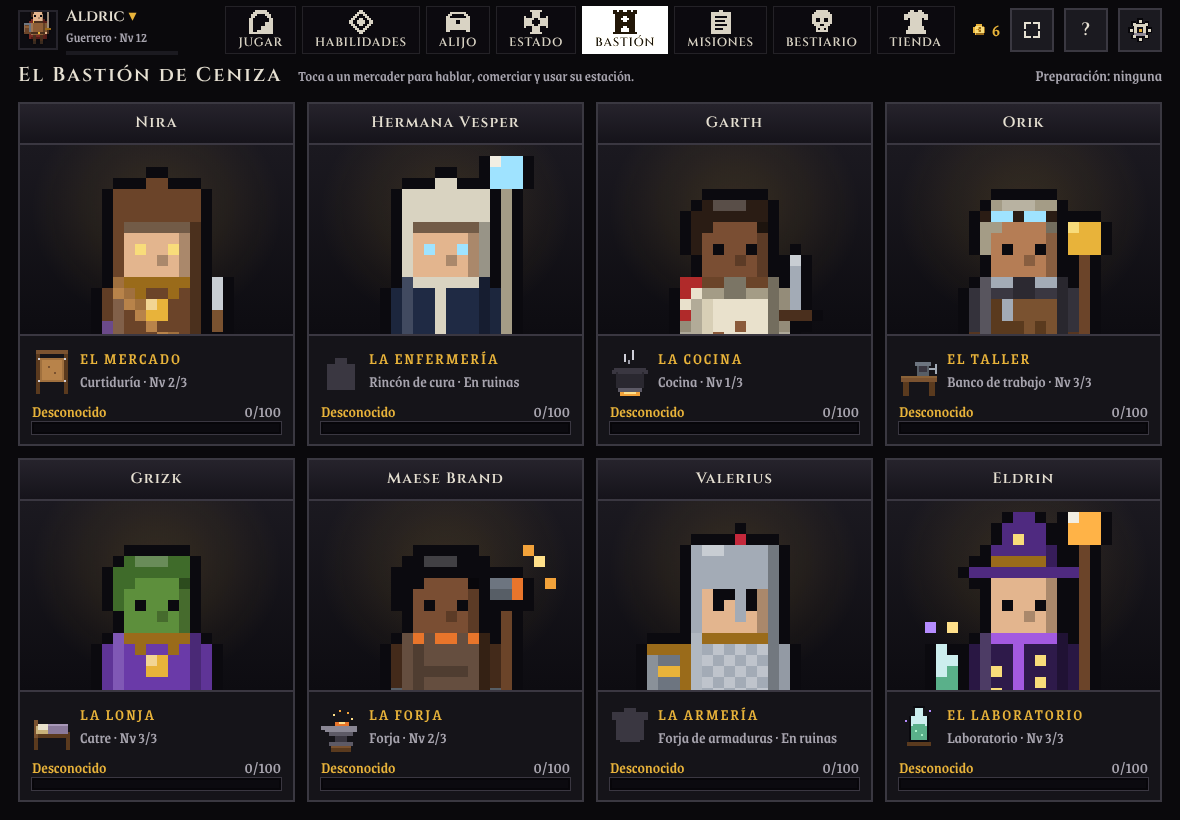 Aldric ▼
Guerrero · Nv 12
JUGAR
HABILIDADES
ALIJO
ESTADO
BASTIÓN
MISIONES
BESTIARIO
TIENDA
6
?
El Bastión de Ceniza
Toca a un mercader para hablar, comerciar y usar su estación.
Preparación: ninguna
Nira
Hermana Vesper
Garth
Orik
EL MERCADO
Curtiduría · Nv 2/3
Desconocido 0/100
LA ENFERMERÍA
Rincón de cura · En ruinas
Desconocido 0/100
LA COCINA
Cocina · Nv 1/3
Desconocido 0/100
EL TALLER
Banco de trabajo · Nv 3/3
Desconocido 0/100
Grizk
Maese Brand
Valerius
Eldrin
LA LONJA
Catre · Nv 3/3
Desconocido 0/100
LA FORJA
Forja · Nv 2/3
Desconocido 0/100
LA ARMERÍA
Forja de armaduras · En ruinas
Desconocido 0/100
EL LABORATORIO
Laboratorio · Nv 3/3
Desconocido 0/100